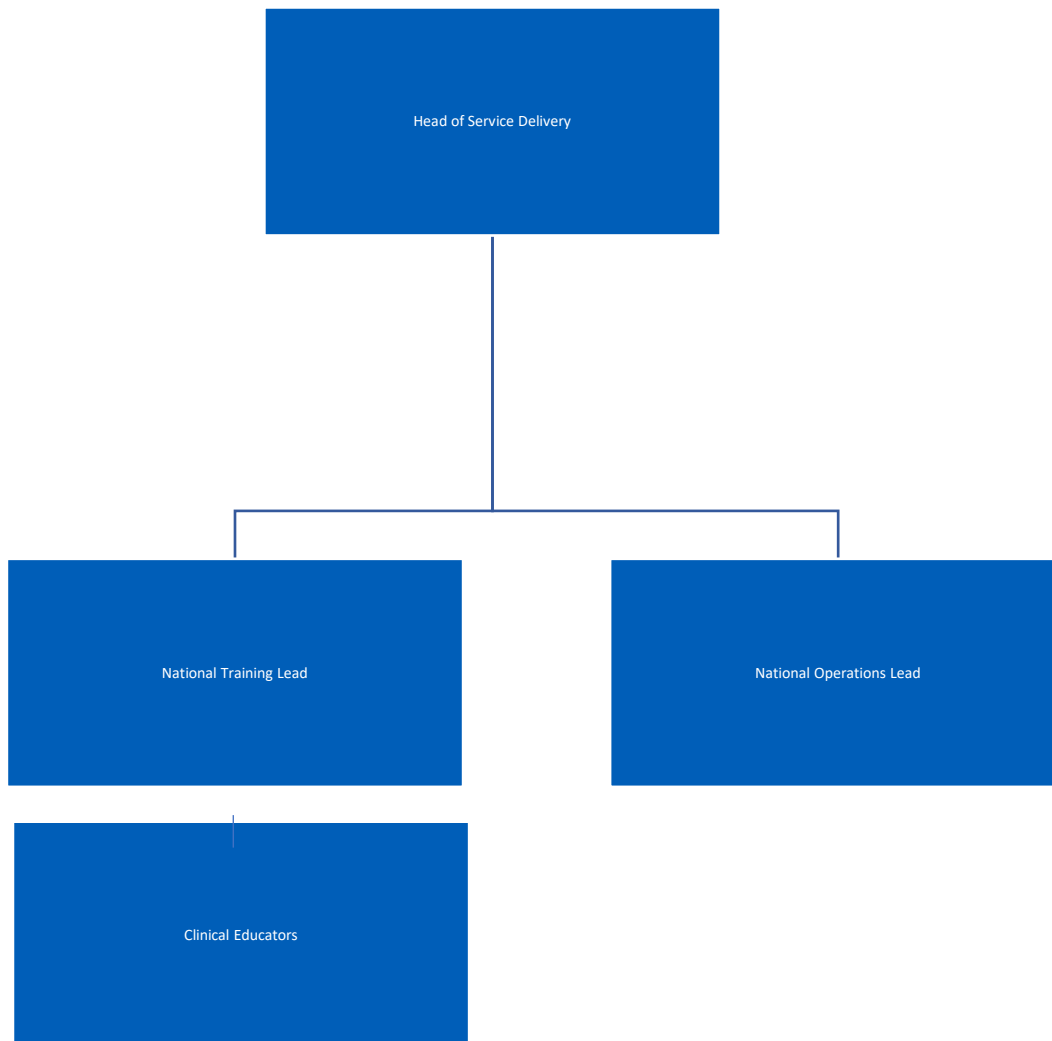 Head of Service Delivery
National Training Lead
National Operations Lead
Clinical Educators